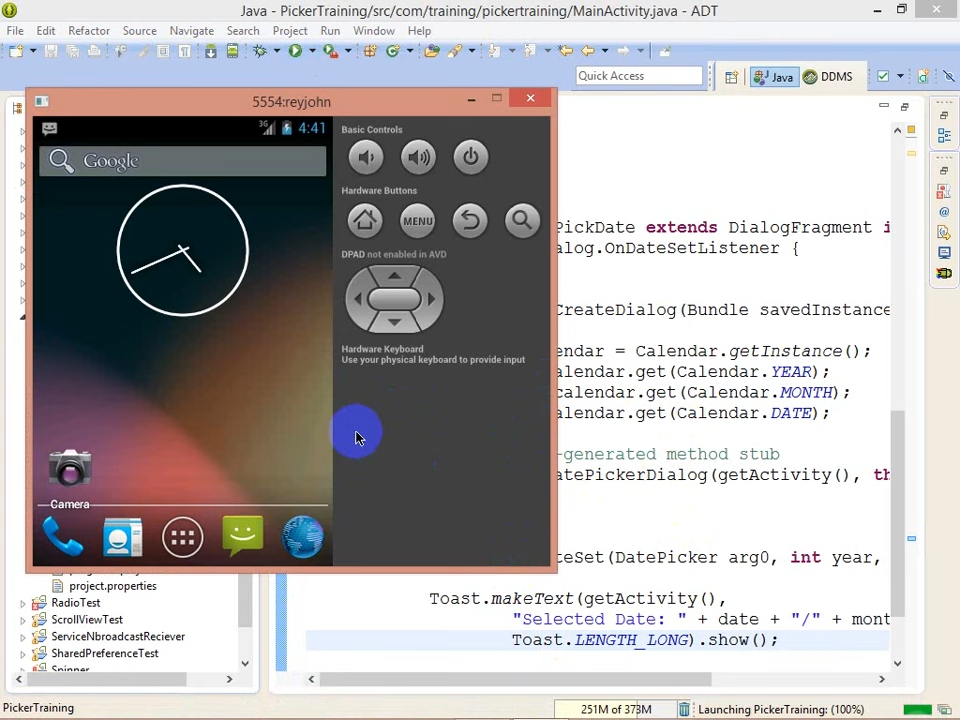 Java - PickerTraining/src/com/training/pickertraining/MainActivity.java - ADT
File Edit Refactor Source Navigate Search Project Run Window Help
Quick Access
Java
DDMS
5554:reyjohn
3G
4:41
Google
Camera
Basic Controls
Hardware Buttons
MENU
DPAD not enabled in AVD
Hardware Keyboard
Use your physical keyboard to provide input
PickDate extends DialogFragment
alog.OnDateSetListener {
CreateDialog(Bundle savedInstance
endar = Calendar.getInstance();
calendar.get(Calendar.YEAR);
calendar.get(Calendar.MONTH);
calendar.get(Calendar.DATE);
-generated method stub
atePickerDialog(getActivity(), th
teSet(DatePicker arg0, int year,
Toast.makeText(getActivity(),
"Selected Date: " + date + "/" + mont
Toast.LENGTH_LONG).show();
project.properties
RadioTest
ScrollViewTest
ServiceNbroadcastReciever
SharedPreferenceTest
Spinner
PickerTraining
251M of 373M
Launching PickerTraining: (100%)